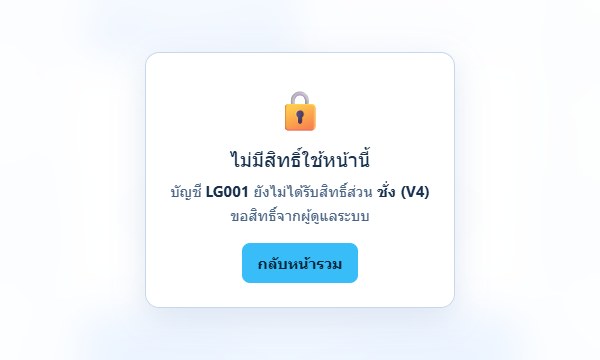 ไม่มีสิทธิ์ใช้หน้านี้
บัญชี LG001 ยังไม่ได้รับสิทธิ์ส่วน ชั่ง (V4)
ขอสิทธิ์จากผู้ดูแลระบบ
กลับหน้ารวม